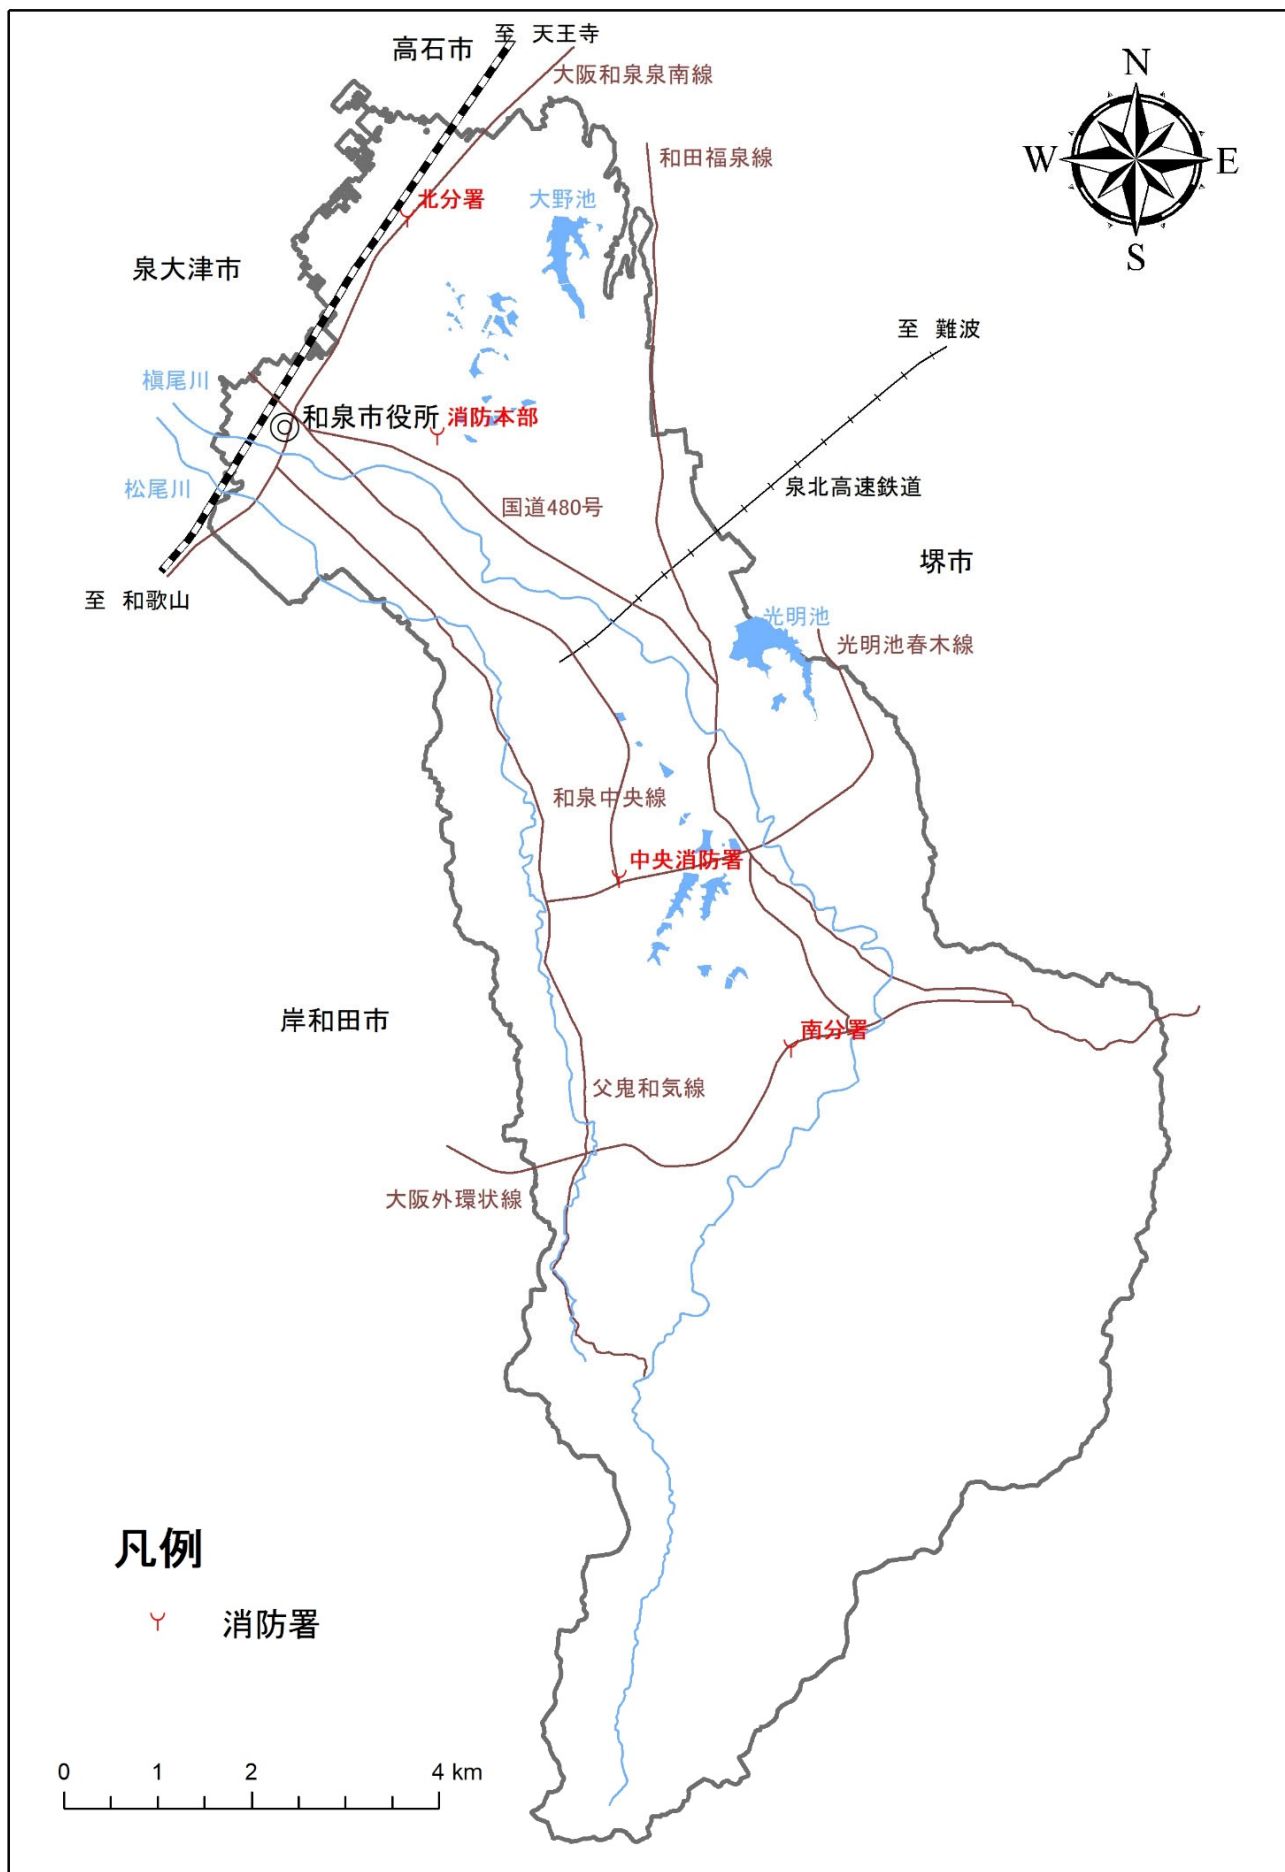 至 天王寺
高石市
大阪和泉泉南線
N
W
E
S
和田福泉線
北分署
大野池
泉大津市
至 難波
槇尾川
和泉市役所
消防本部
松尾川
泉北高速鉄道
国道480号
堺市
至 和歌山
光明池
光明池春木線
和泉中央線
中央消防署
岸和田市
南分署
父鬼和気線
大阪外環状線
凡例
消防署
0 1 2 4 km